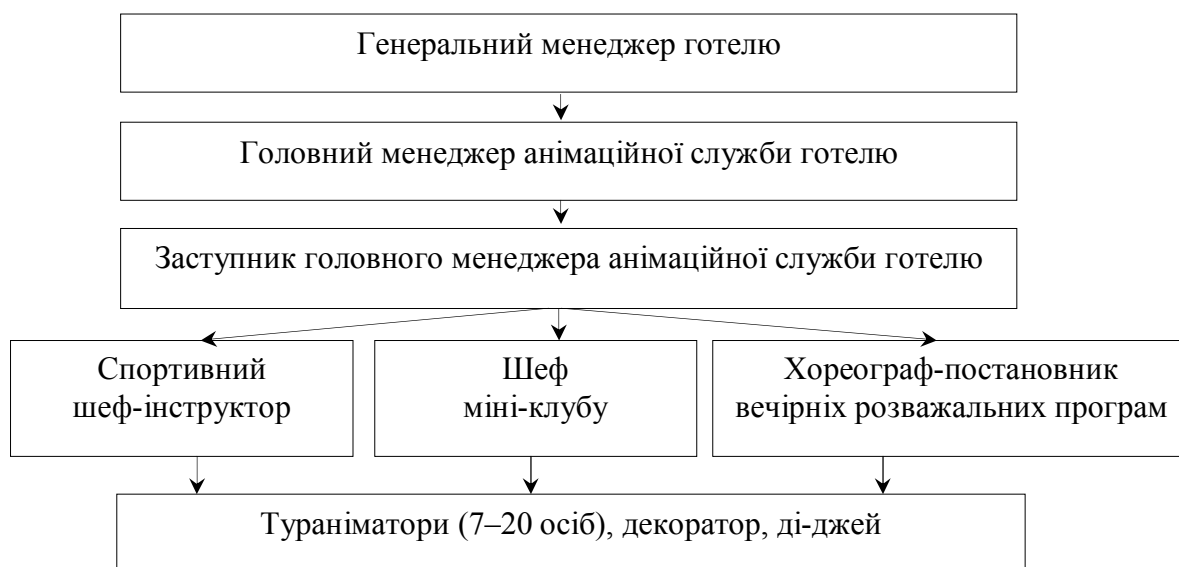 Генеральний менеджер готелю
Головний менеджер анімаційної служби готелю
Заступник головного менеджера анімаційної служби готелю
Спортивний
шеф-інструктор
Шеф
міні-клубу
Хореограф-постановник
вечірніх розважальних програм
Тураніматори (7–20 осіб), декоратор, ді-джей